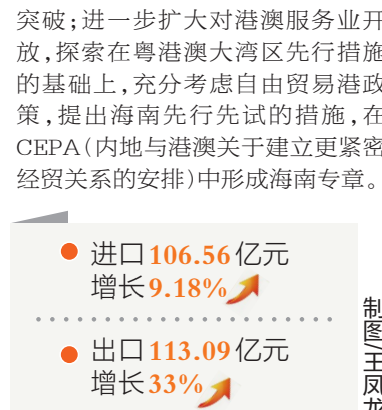 突破;进一步扩大对港澳服务业开
放,探索在粤港澳大湾区先行措施
的基础上,充分考虑自由贸易港政
策,提出海南先行先试的措施,在
CEPA(内地与港澳关于建立更紧密
经贸关系的安排)中形成海南专章。
进口106.56亿元
增长9.18%
出口113.09亿元
增长33%
制图/王凤龙